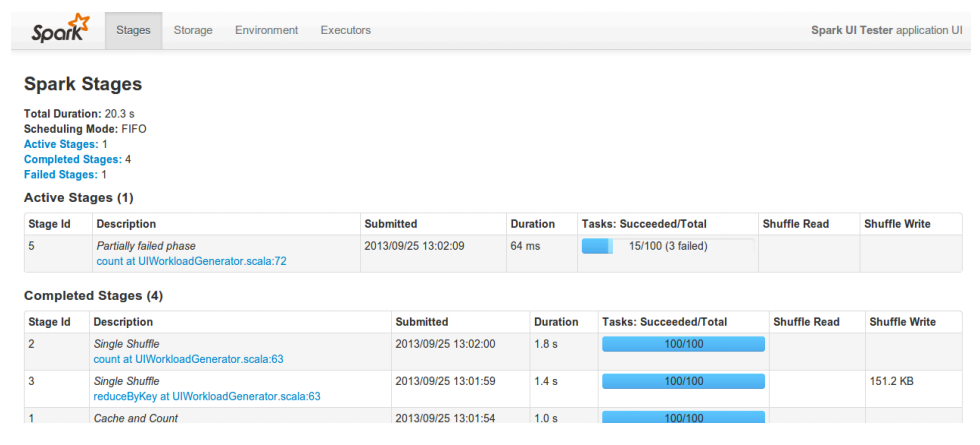 Spark Stages Storage Environment Executors Spark UI Tester application UI
Spark Stages
Total Duration: 20.3 s
Scheduling Mode: FIFO
Active Stages: 1
Completed Stages: 4
Failed Stages: 1
Active Stages (1)
Stage Id Description Submitted Duration Tasks: Succeeded/Total Shuffle Read Shuffle Write
5 Partially failed phase 2013/09/25 13:02:09 64 ms 15/100 (3 failed)
count at UIWorkloadGenerator.scala:72
Completed Stages (4)
Stage Id Description Submitted Duration Tasks: Succeeded/Total Shuffle Read Shuffle Write
2 Single Shuffle 2013/09/25 13:02:00 1.8 s 100/100
count at UIWorkloadGenerator.scala:63
3 Single Shuffle 2013/09/25 13:01:59 1.4 s 100/100 151.2 KB
reduceByKey at UIWorkloadGenerator.scala:63
1 Cache and Count 2013/09/25 13:01:54 1.0 s 100/100